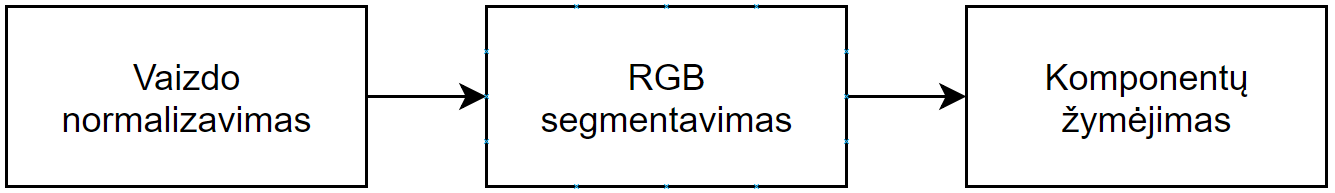 Vaizdo
normalizavimas
RGB
segmentavimas
Komponentų
žymėjimas